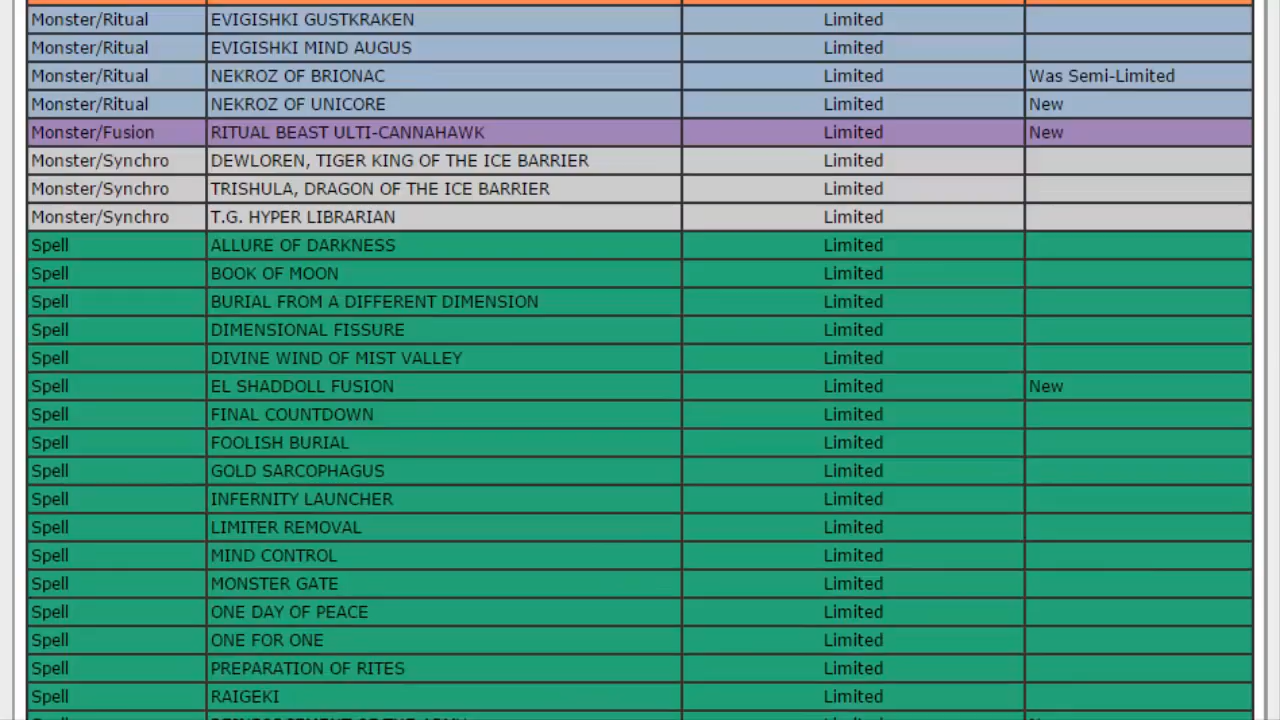 Monster/Ritual EVIGISHKI GUSTKRAKEN Limited
Monster/Ritual EVIGISHKI MIND AUGUS Limited
Monster/Ritual NEKROZ OF BRIONAC Limited Was Semi-Limited
Monster/Ritual NEKROZ OF UNICORE Limited New
Monster/Fusion RITUAL BEAST ULTI-CANNAHAWK Limited New
Monster/Synchro DEWLOREN, TIGER KING OF THE ICE BARRIER Limited
Monster/Synchro TRISHULA, DRAGON OF THE ICE BARRIER Limited
Monster/Synchro T.G. HYPER LIBRARIAN Limited
Spell ALLURE OF DARKNESS Limited
Spell BOOK OF MOON Limited
Spell BURIAL FROM A DIFFERENT DIMENSION Limited
Spell DIMENSIONAL FISSURE Limited
Spell DIVINE WIND OF MIST VALLEY Limited
Spell EL SHADDOLL FUSION Limited New
Spell FINAL COUNTDOWN Limited
Spell FOOLISH BURIAL Limited
Spell GOLD SARCOPHAGUS Limited
Spell INFERNITY LAUNCHER Limited
Spell LIMITER REMOVAL Limited
Spell MIND CONTROL Limited
Spell MONSTER GATE Limited
Spell ONE DAY OF PEACE Limited
Spell ONE FOR ONE Limited
Spell PREPARATION OF RITES Limited
Spell RAIGEKI Limited